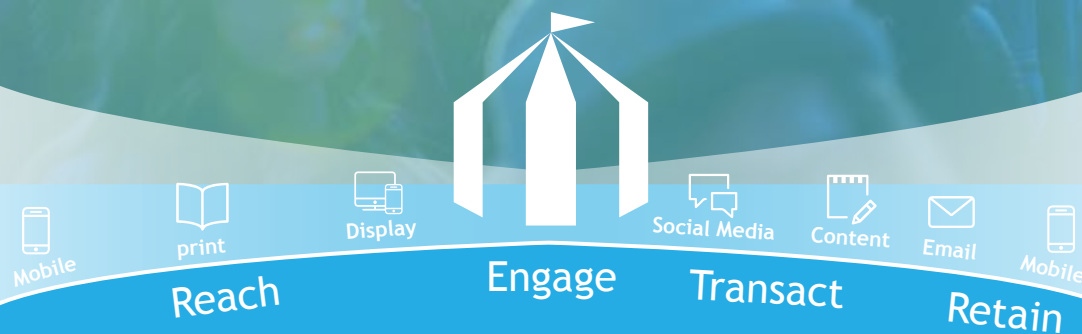 Mobile
print
Display
Social Media
Content
Email
Mobile
Reach
Engage
Transact
Retain